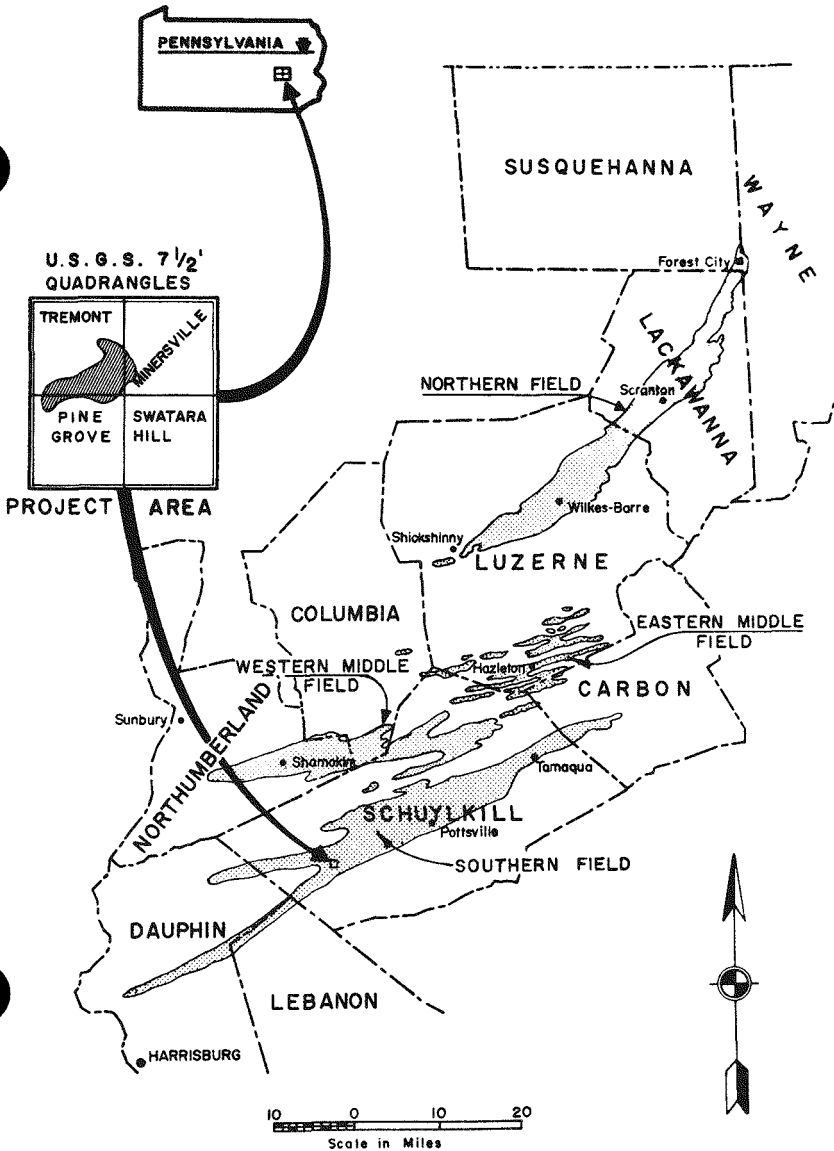 PENNSYLVANIA
SUSQUEHANNA
WAYNE
Forest City
U.S.G.S. 7 1/2'
QUADRANGLES
TREMONT
MINERSVILLE
PINE
GROVE
SWATARA
HILL
PROJECT AREA
LACKAWANNA
NORTHERN FIELD
Scranton
Wilkes-Barre
Shickshinny
LUZERNE
COLUMBIA
EASTERN MIDDLE
FIELD
WESTERN MIDDLE
FIELD
Hazleton
CARBON
Sunbury
NORTHUMBERLAND
Shamokin
Tamaqua
SCHUYLKILL
Pottsville
SOUTHERN FIELD
DAUPHIN
LEBANON
HARRISBURG
10 0 10 20
Scale in Miles